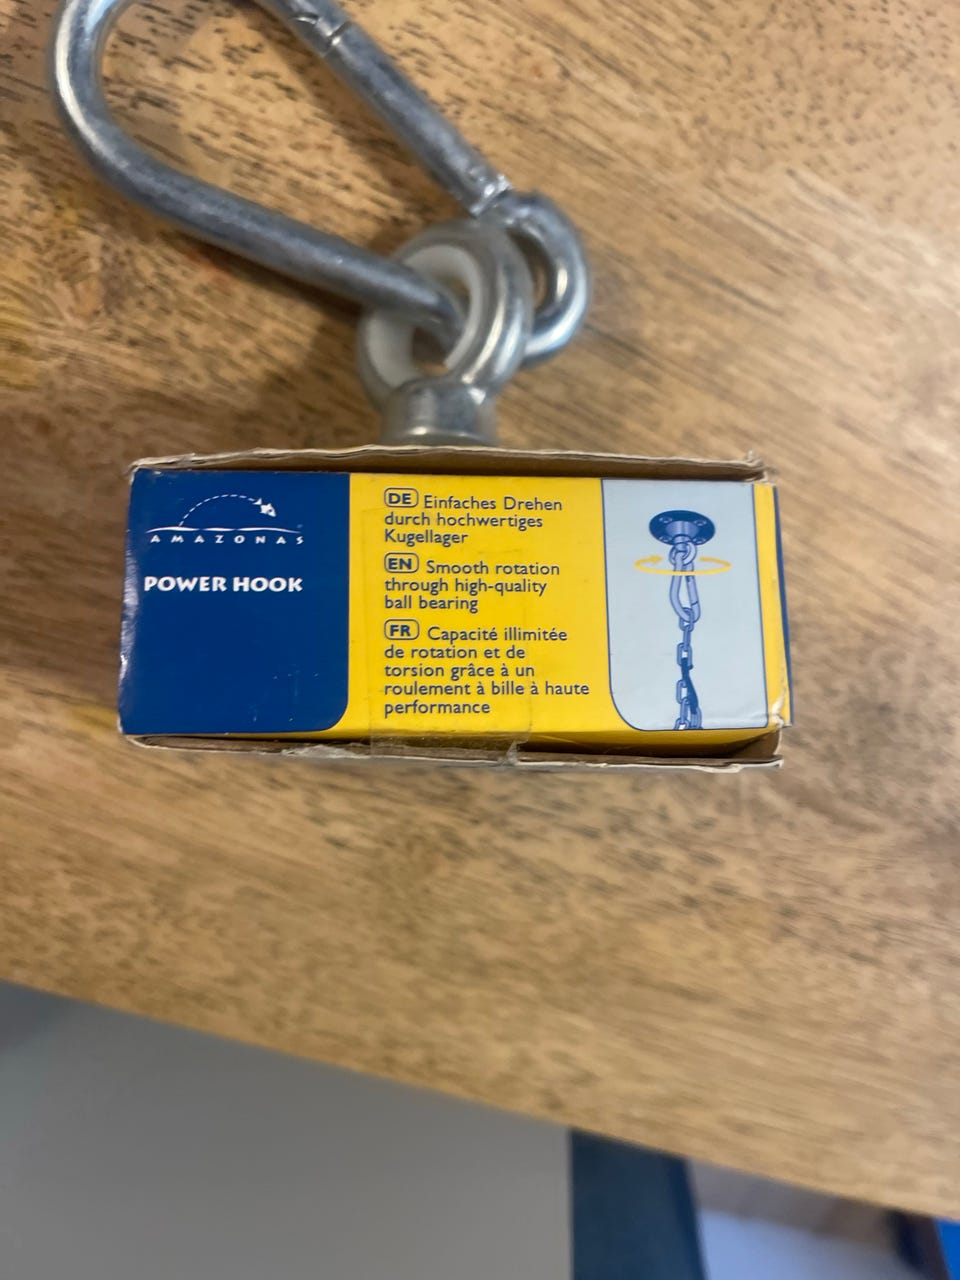 AMAZONAS
POWER HOOK
DE Einfaches Drehen
durch hochwertiges
Kugellager
EN Smooth rotation
through high-quality
ball bearing
FR Capacité illimitée
de rotation et de
torsion grâce à un
roulement à bille à haute
performance